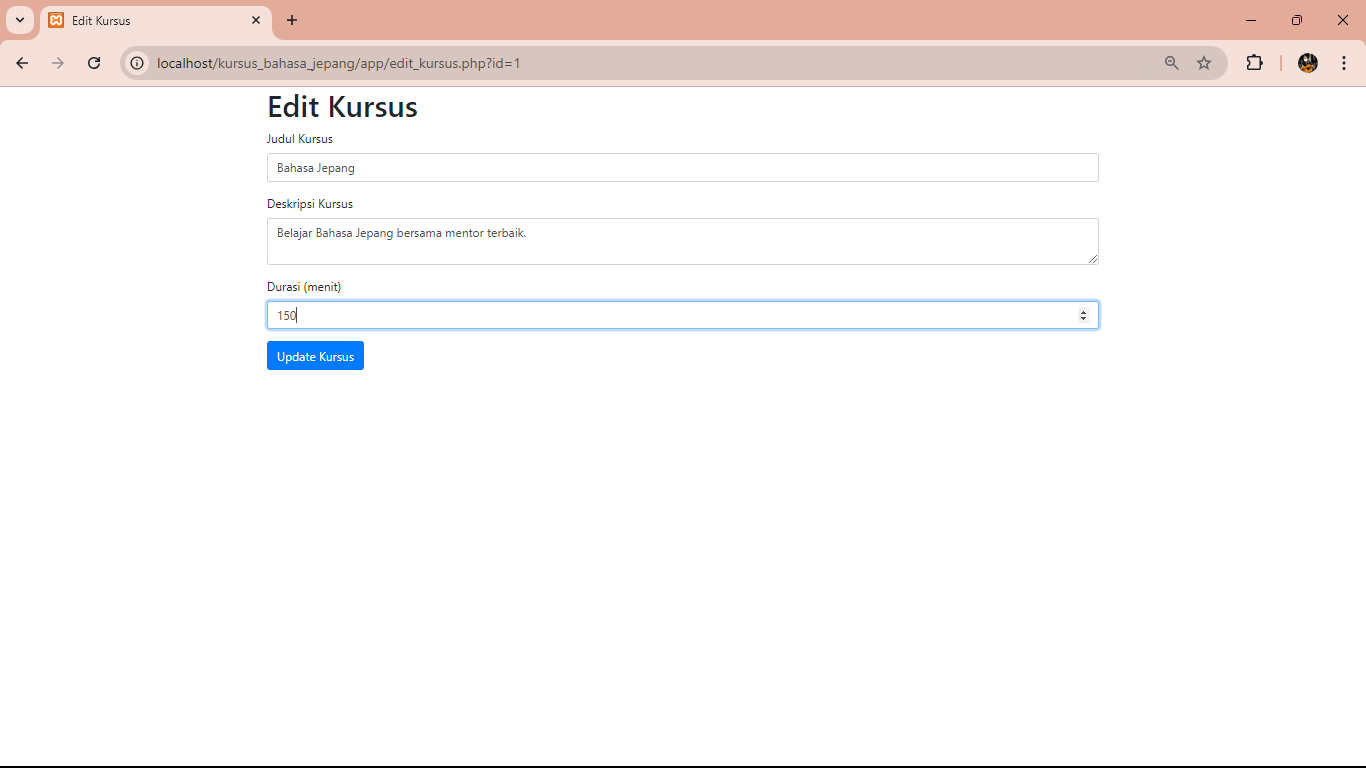 Edit Kursus
localhost/kursus_bahasa_jepang/app/edit_kursus.php?id=1
Edit Kursus
Judul Kursus
Bahasa Jepang
Deskripsi Kursus
Belajar Bahasa Jepang bersama mentor terbaik.
Durasi (menit)
150
Update Kursus